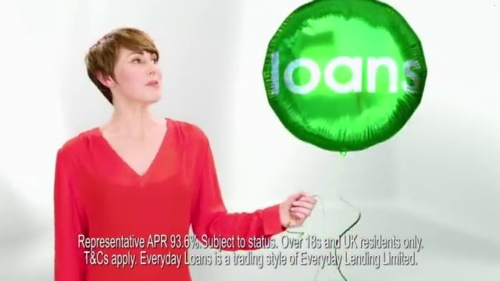 loans
Representative APR 93.6% Subject to status. Over 18s and UK residents only.
T&Cs apply. Everyday Loans is a trading style of Everyday Lending Limited.